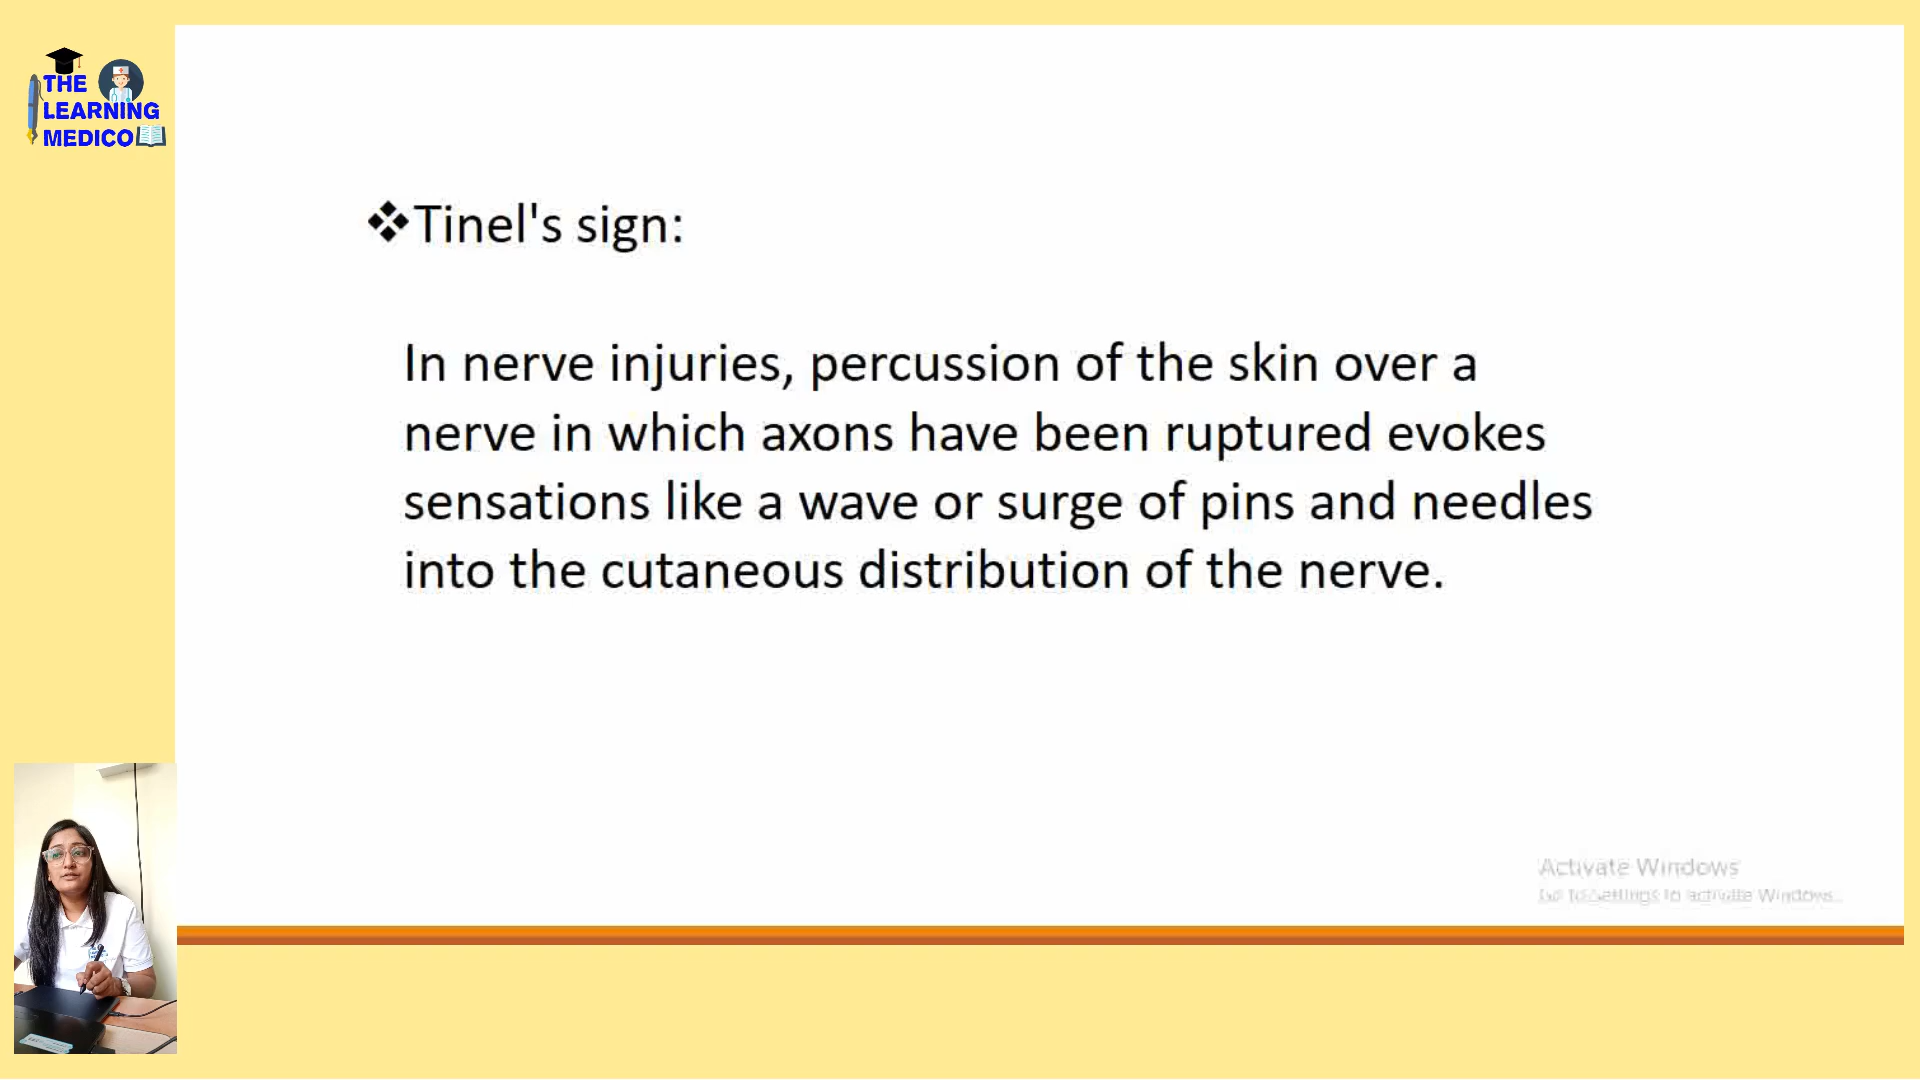 THE
LEARNING
MEDICO
❖Tinel's sign:
In nerve injuries, percussion of the skin over a
nerve in which axons have been ruptured evokes
sensations like a wave or surge of pins and needles
into the cutaneous distribution of the nerve.
Activate Windows
Go to Settings to activate Windows.